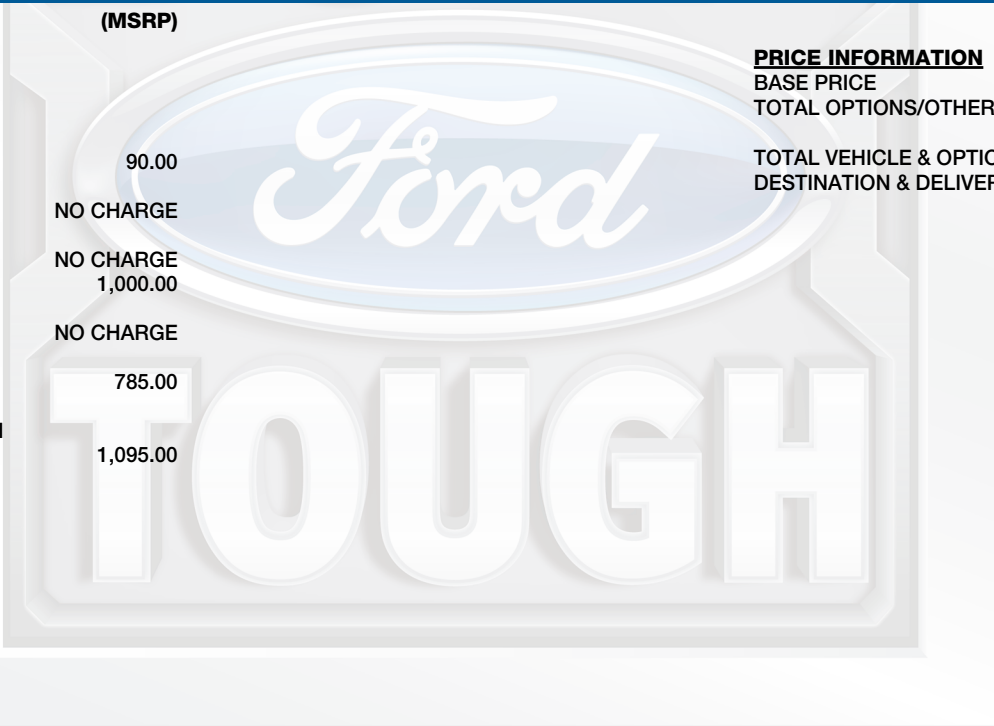 (MSRP)
90.00
NO CHARGE
NO CHARGE
1,000.00
NO CHARGE
785.00
1,095.00
PRICE INFORMATION
BASE PRICE
TOTAL OPTIONS/OTHER
TOTAL VEHICLE & OPTIO
DESTINATION & DELIVER
Ford
TOUGH